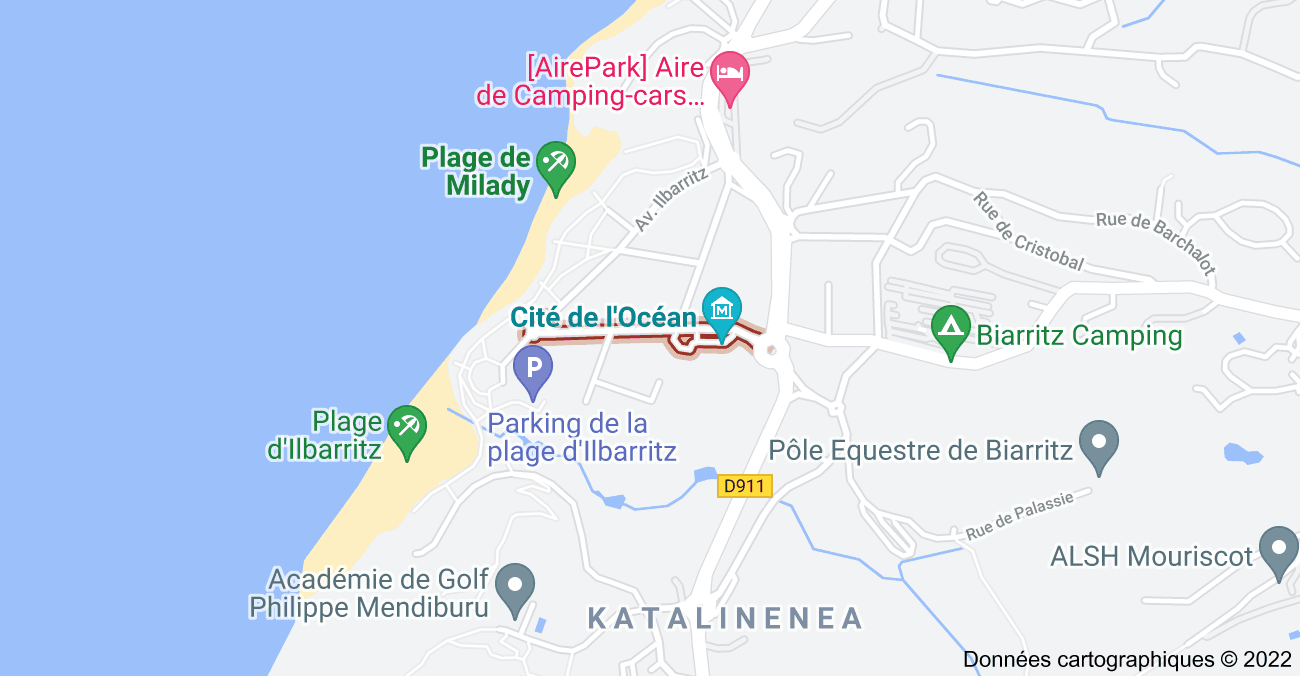 [AirePark] Aire
de Camping-cars...
Plage de
Milady
Av. Ilbarritz
Rue de Cristobal
Rue de Barchalot
Cité de l'Océan
M
Biarritz Camping
P
Plage
d'Ilbarritz
Parking de la
plage d'Ilbarritz
Pôle Equestre de Biarritz
D911
Rue de Palassie
ALSH Mouriscot
Académie de Golf
Philippe Mendiburu
KATALINENEA
Données cartographiques © 2022